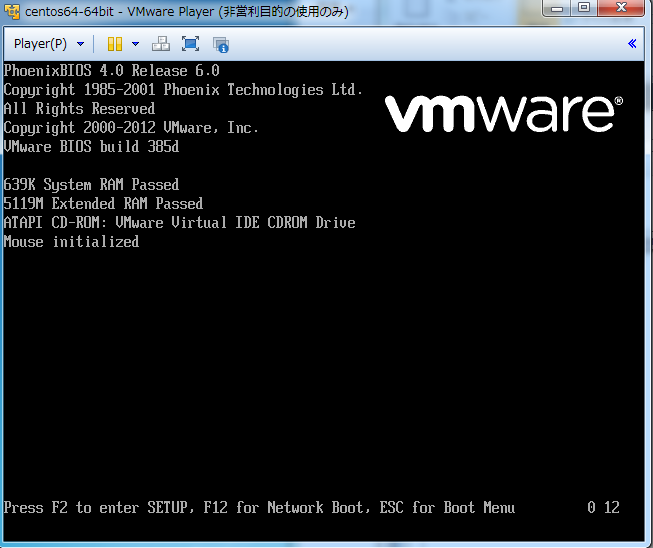 centos64-64bit - VMware Player (非営利目的の使用のみ)
Player(P)
PhoenixBIOS 4.0 Release 6.0
Copyright 1985-2001 Phoenix Technologies Ltd.
All Rights Reserved
Copyright 2000-2012 VMware, Inc.
VMware BIOS build 385d
vmware®
639K System RAM Passed
5119M Extended RAM Passed
ATAPI CD-ROM: VMware Virtual IDE CDROM Drive
Mouse initialized
Press F2 to enter SETUP, F12 for Network Boot, ESC for Boot Menu 0 12